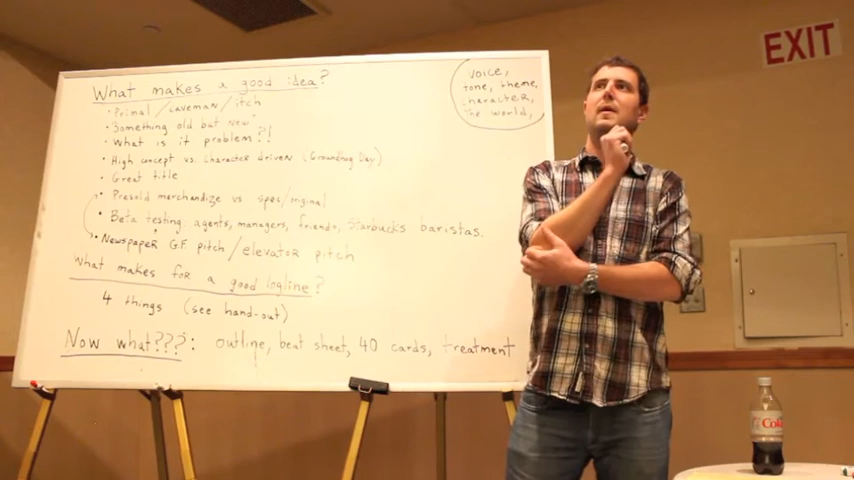 What makes a good idea?
· Primal/caveman/itch
· Something old but new.
· What is it problem?!
· High concept vs. character driven (Groundhog Day)
· Great title
· Presold merchandize vs spec/original
· Beta testing: agents, managers, friends, Starbucks baristas.
· Newspaper G.F. pitch/elevator pitch
What makes for a good logline?
4 things (see hand-out)
Now what???: outline, beat sheet, 40 cards, treatment
voice,
tone, theme,
character,
The world,
EXIT
Coke